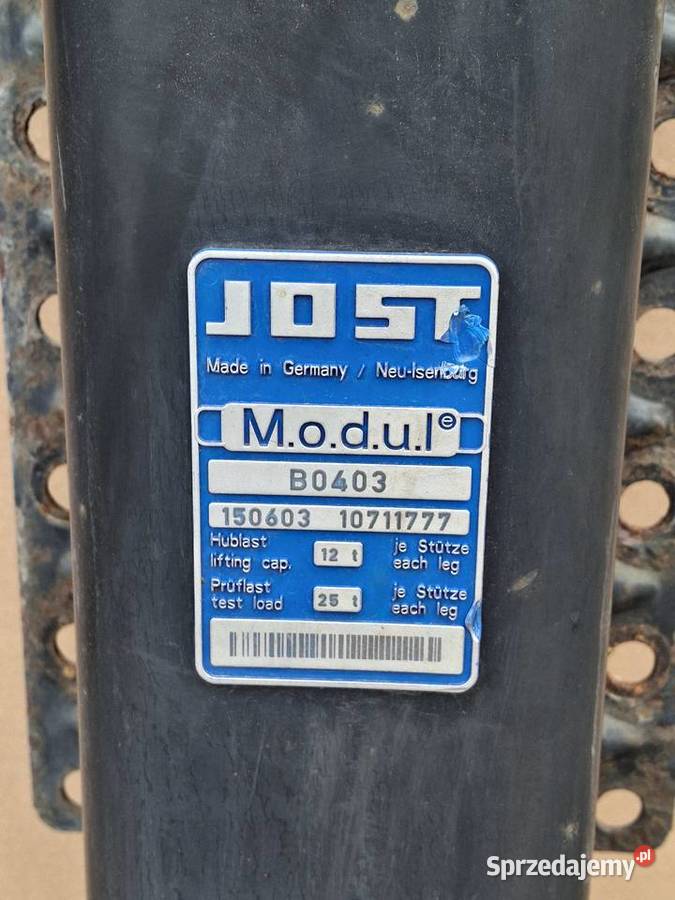 JOST
Made in Germany / Neu-Isenburg
M.o.d.u.l e
B0403
150603 10711777
Hublast 12 t je Stütze
lifting cap. each leg
Prüflast 25 t je Stütze
test load each leg
Sprzedajemy.pl